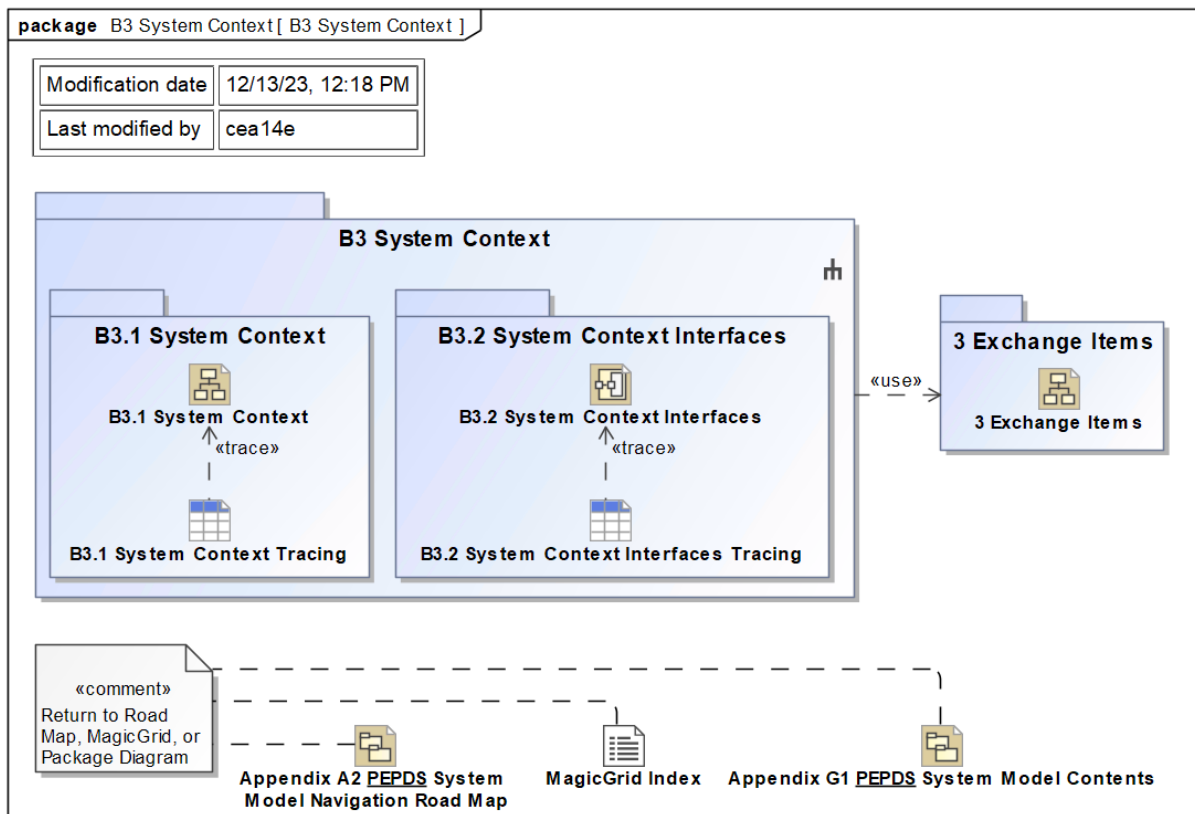 package B3 System Context [ B3 System Context ]
Modification date 12/13/23, 12:18 PM
Last modified by cea14e
B3 System Context
B3.1 System Context
B3.1 System Context
«trace»
B3.1 System Context Tracing
B3.2 System Context Interfaces
B3.2 System Context Interfaces
«trace»
B3.2 System Context Interfaces Tracing
«use»
3 Exchange Items
3 Exchange Items
«comment»
Return to Road
Map, MagicGrid, or
Package Diagram
Appendix A2 PEPDS System
Model Navigation Road Map
MagicGrid Index
Appendix G1 PEPDS System Model Contents